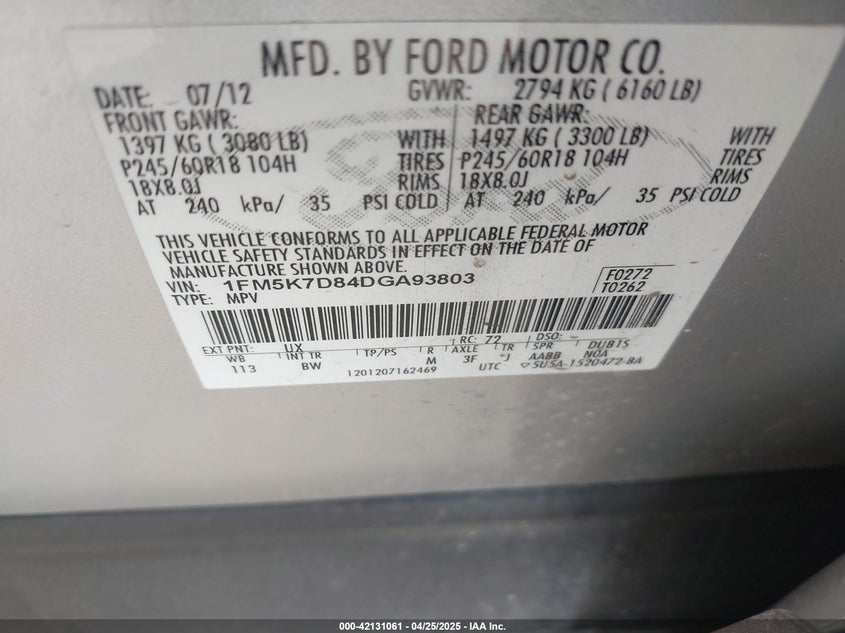 MFD. BY FORD MOTOR CO.
DATE: 07/12 GVWR: 2794 KG ( 6160 LB)
FRONT GAWR: REAR GAWR:
1397 KG ( 3080 LB) WITH 1497 KG ( 3300 LB) WITH
P245/60R18 104H TIRES P245/60R18 104H TIRES
18X8.0J RIMS 18X8.0J RIMS
AT 240 kPa/ 35 PSI COLD AT 240 kPa/ 35 PSI COLD
THIS VEHICLE CONFORMS TO ALL APPLICABLE FEDERAL MOTOR
VEHICLE SAFETY STANDARDS IN EFFECT ON THE DATE OF
MANUFACTURE SHOWN ABOVE.
VIN: 1FM5K7D84DGA93803 F0272
TYPE: MPV T0262
EXT PNT: UX RC: 72 DSO:
WB INT TR TP/PS R AXLE TR SPR DUBTS
113 BW M 3F J AABB NOA
1201207162469 UTC ▽5U5A-1520472-BA
000-42131061 - 04/25/2025 - IAA Inc.